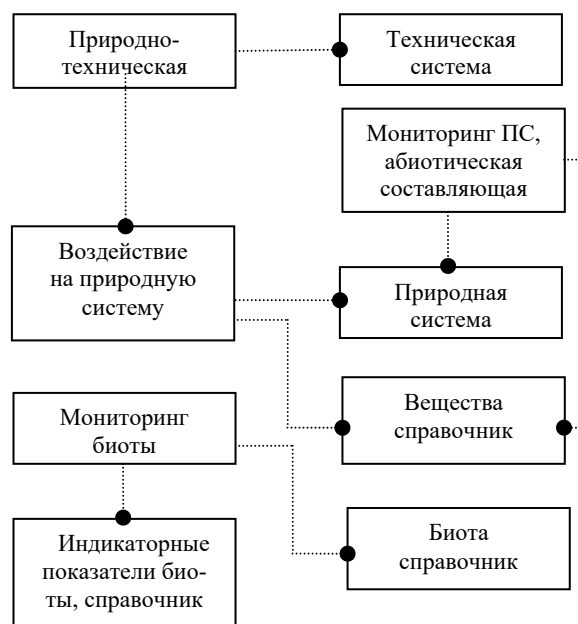 Природно-
техническая
Техническая
система
Мониторинг ПС,
абиотическая
составляющая
Воздействие
на природную
систему
Природная
система
Мониторинг
биоты
Вещества
справочник
Индикаторные
показатели био-
ты, справочник
Биота
справочник